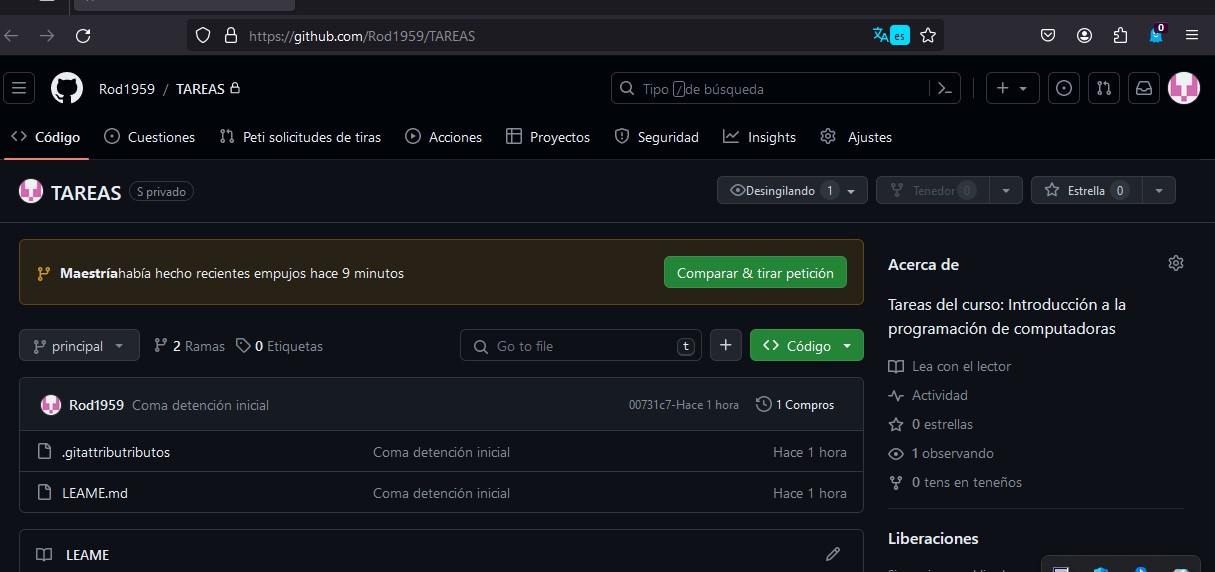 https://github.com/Rod1959/TAREAS
es
0
Rod1959 / TAREAS
Tipo / de búsqueda
Código
Cuestiones
Peti solicitudes de tiras
Acciones
Proyectos
Seguridad
Insights
Ajustes
TAREAS
S privado
Desingilando 1
Tenedor 0
Estrella 0
Maestríahabía hecho recientes empujos hace 9 minutos
Comparar & tirar petición
principal
2 Ramas
0 Etiquetas
Go to file
t
Código
Rod1959 Coma detención inicial
00731c7-Hace 1 hora
1 Compros
.gitattributributos Coma detención inicial Hace 1 hora
LEAME.md Coma detención inicial Hace 1 hora
LEAME
Acerca de
Tareas del curso: Introducción a la
programación de computadoras
Lea con el lector
Actividad
0 estrellas
1 observando
0 tens en teneños
Liberaciones